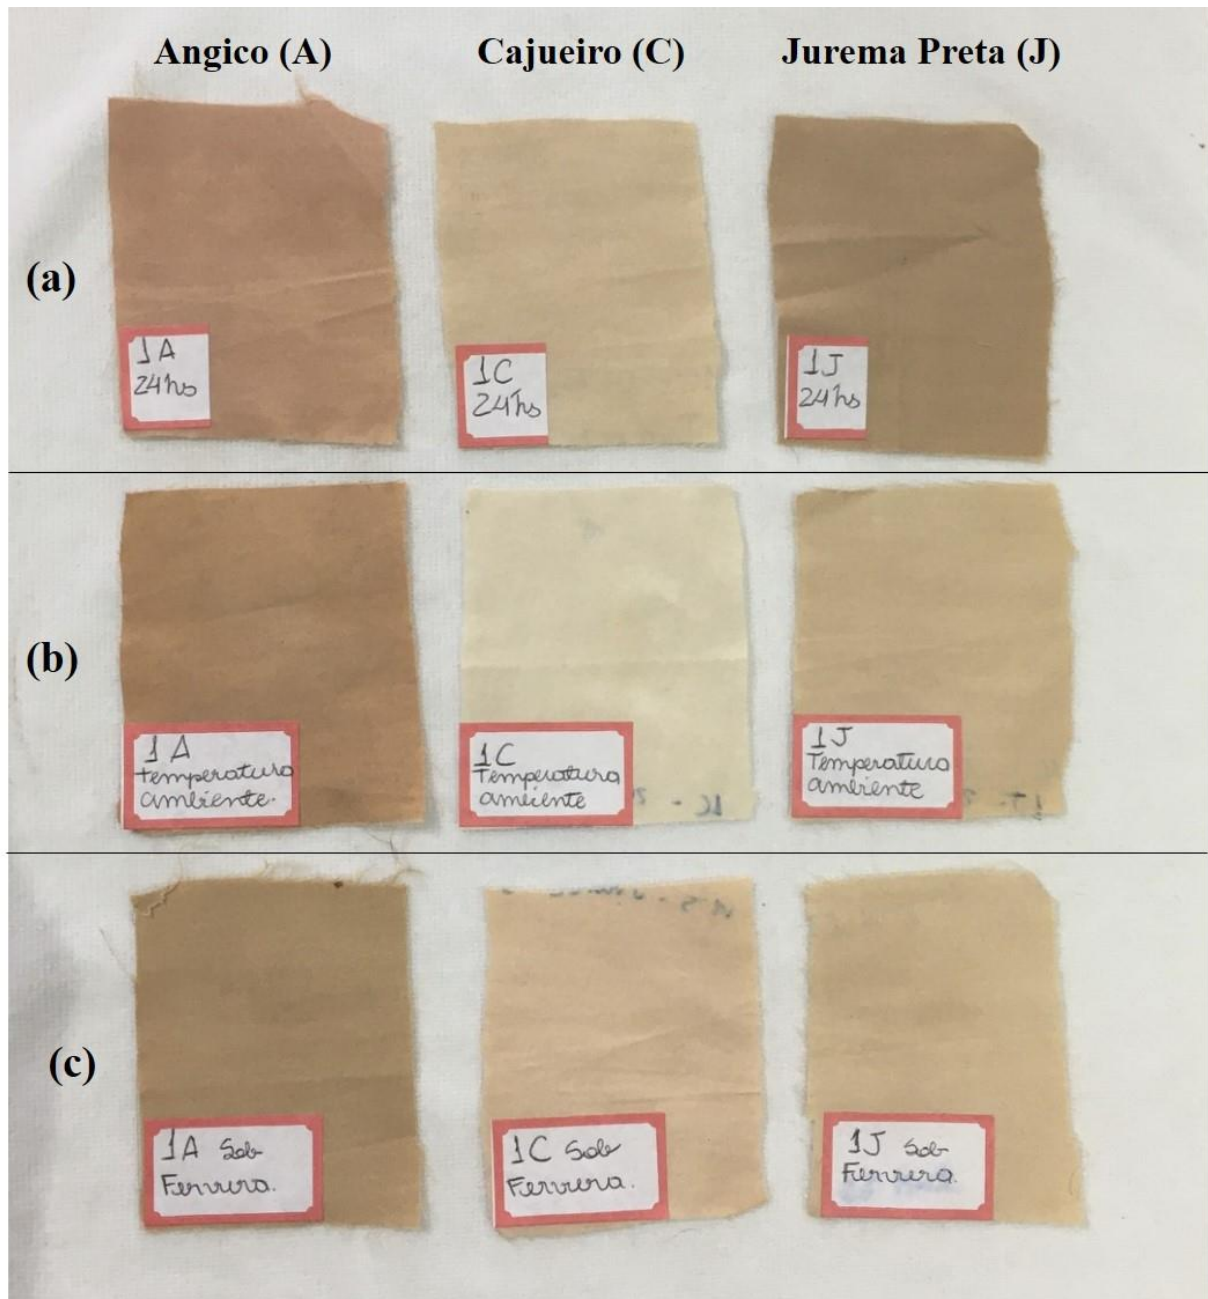 Angico (A)
Cajueiro (C)
Jurema Preta (J)
(a)
1A
24hs
1C
24hs
1J
24hs
(b)
1A
temperatura
ambiente.
1C
Temperatura
ambiente
1C -
1J
Temperatura
ambiente
(c)
1A Sob
Fervura.
1C Sob
Fervura.
1J Sob
Fervura.